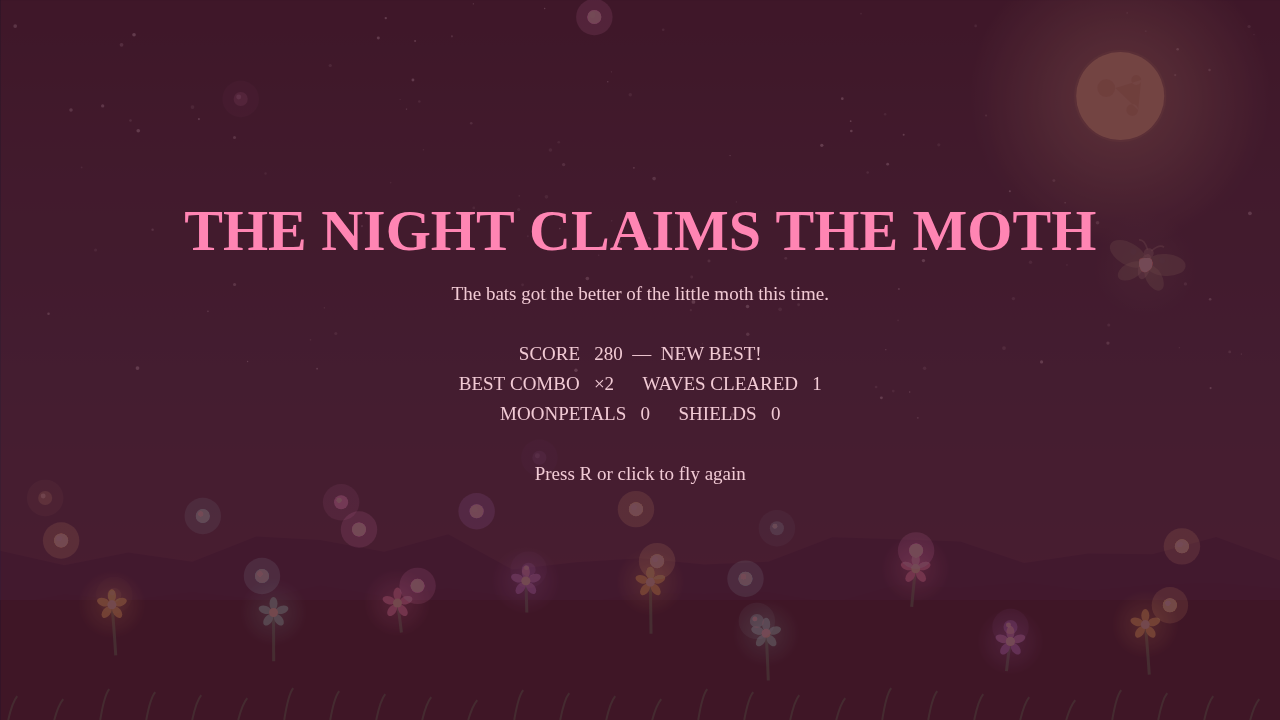 THE NIGHT CLAIMS THE MOTH
The bats got the better of the little moth this time.
SCORE 280 — NEW BEST!
BEST COMBO ×2 WAVES CLEARED 1
MOONPETALS 0 SHIELDS 0
Press R or click to fly again